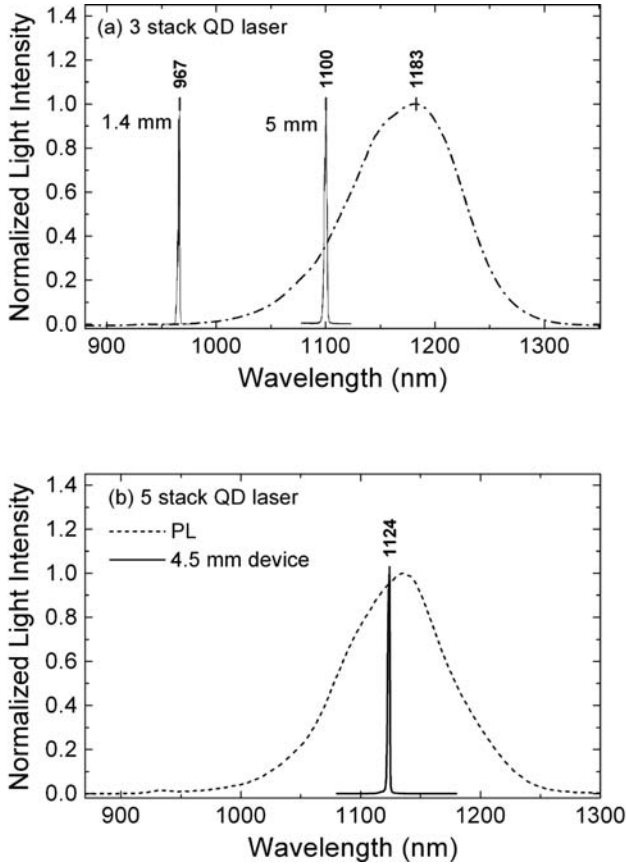 (a) 3 stack QD laser
1.4
1.2
1.0
0.8
0.6
0.4
0.2
0.0
Normalized Light Intensity
967
1100
1183
1.4 mm
5 mm
900 1000 1100 1200 1300
Wavelength (nm)
(b) 5 stack QD laser
PL
4.5 mm device
1124
1.4
1.2
1.0
0.8
0.6
0.4
0.2
0.0
Normalized Light Intensity
900 1000 1100 1200 1300
Wavelength (nm)